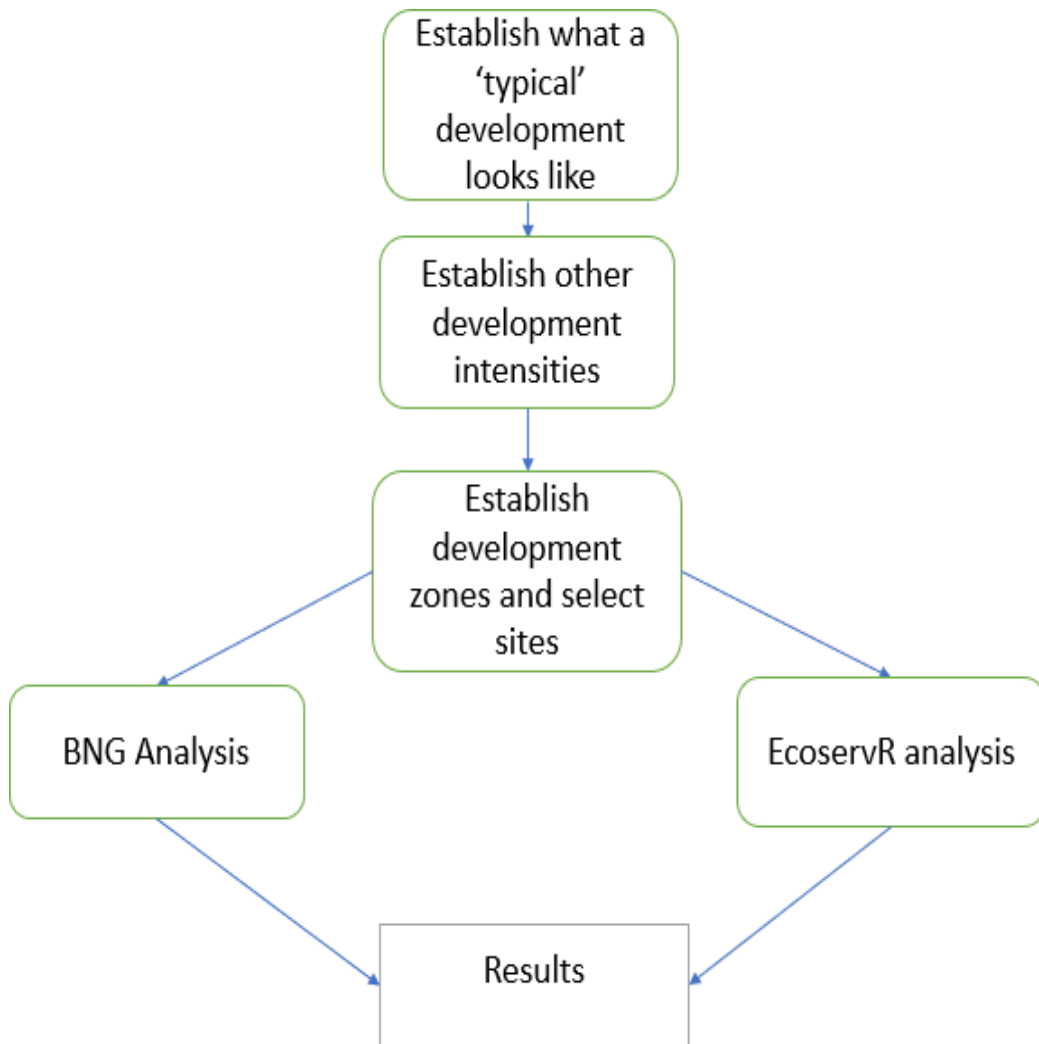 Establish what a
‘typical’
development
looks like
Establish other
development
intensities
Establish
development
zones and select
sites
BNG Analysis
EcoservR analysis
Results